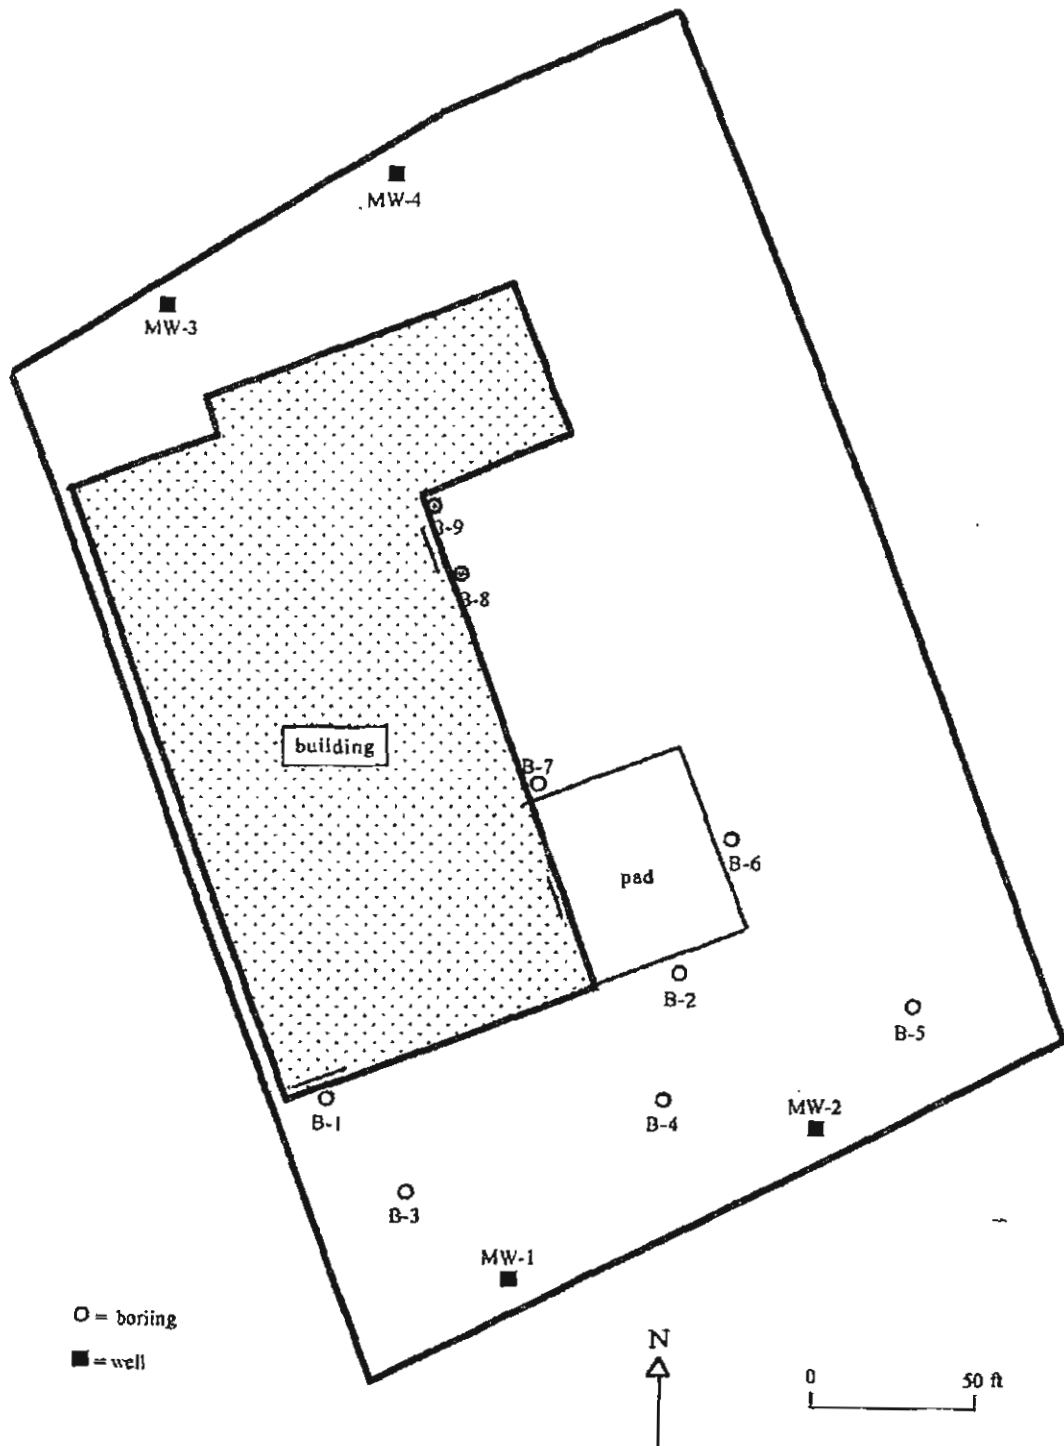 MW-4
MW-3
B-9
B-8
building
B-7
B-6
pad
B-2
B-5
B-1
B-4
MW-2
B-3
MW-1
O = boriing
■ = well
N
0 50 ft